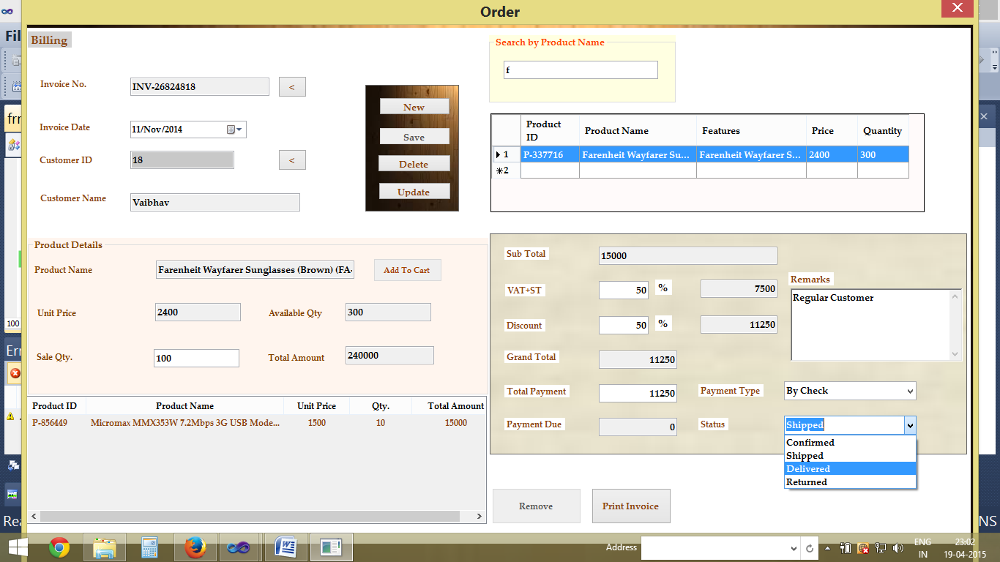 Order
Fil
Billing
Search by Product Name
f
Invoice No.
INV-26824818
<
New
Invoice Date
11/Nov/2014
Save
Customer ID
18
<
Delete
Customer Name
Vaibhav
Update
Product ID
Product Name
Features
Price
Quantity
1
P-337716
Farenheit Wayfarer Su...
Farenheit Wayfarer S...
2400
300
2
frr
Product Details
Product Name
Farenheit Wayfarer Sunglasses (Brown) (FA-
Add To Cart
Unit Price
2400
Available Qty
300
100
Sale Qty.
100
Total Amount
240000
Err
Sub Total
15000
VAT+ST
50
%
7500
Remarks
Regular Customer
Discount
50
%
11250
Grand Total
11250
Total Payment
11250
Payment Type
By Check
Payment Due
0
Status
Shipped
Confirmed
Shipped
Delivered
Returned
Product ID
Product Name
Unit Price
Qty.
Total Amount
P-856449
Micromax MMX353W 7.2Mbps 3G USB Mode...
1500
10
15000
Remove
Print Invoice
Rea
NS
Address
ENG
IN
23:02
19-04-2015